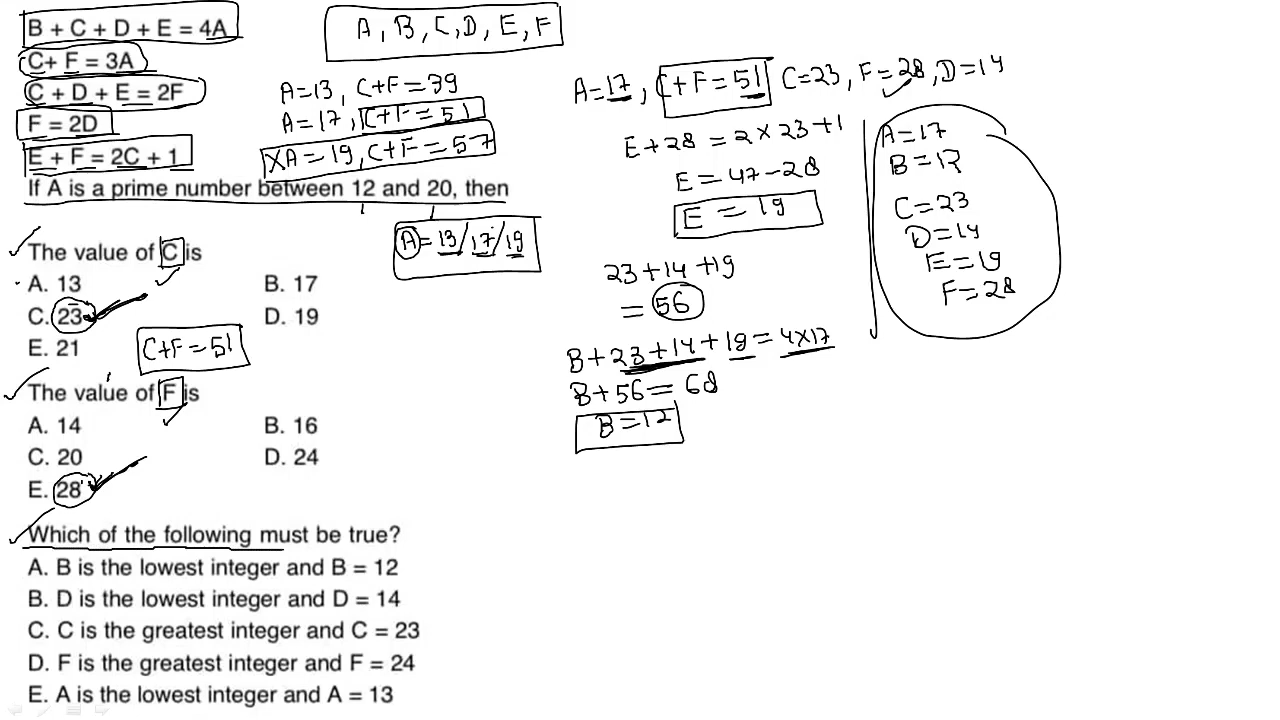 B + C + D + E = 4A
C+ F = 3A
C + D + E = 2F
F = 2D
E + F = 2C + 1
If A is a prime number between 12 and 20, then
A, B, C, D, E, F
A=13, C+F=39
A=17, C+F=51
XA=19, C+F=57
A=13/17/19
The value of C is
A. 13
B. 17
C. 23
D. 19
E. 21
C+F=51
The value of F is
A. 14
B. 16
C. 20
D. 24
E. 28
Which of the following must be true?
A. B is the lowest integer and B = 12
B. D is the lowest integer and D = 14
C. C is the greatest integer and C = 23
D. F is the greatest integer and F = 24
E. A is the lowest integer and A = 13
A=17, C+F=51 C=23, F=28, D=14
E+28=2×23+1
E=47-28
E=19
23+14+19
=56
B+23+14+19=4×17
B+56=68
B=12
A=17
B=12
C=23
D=14
E=19
F=28